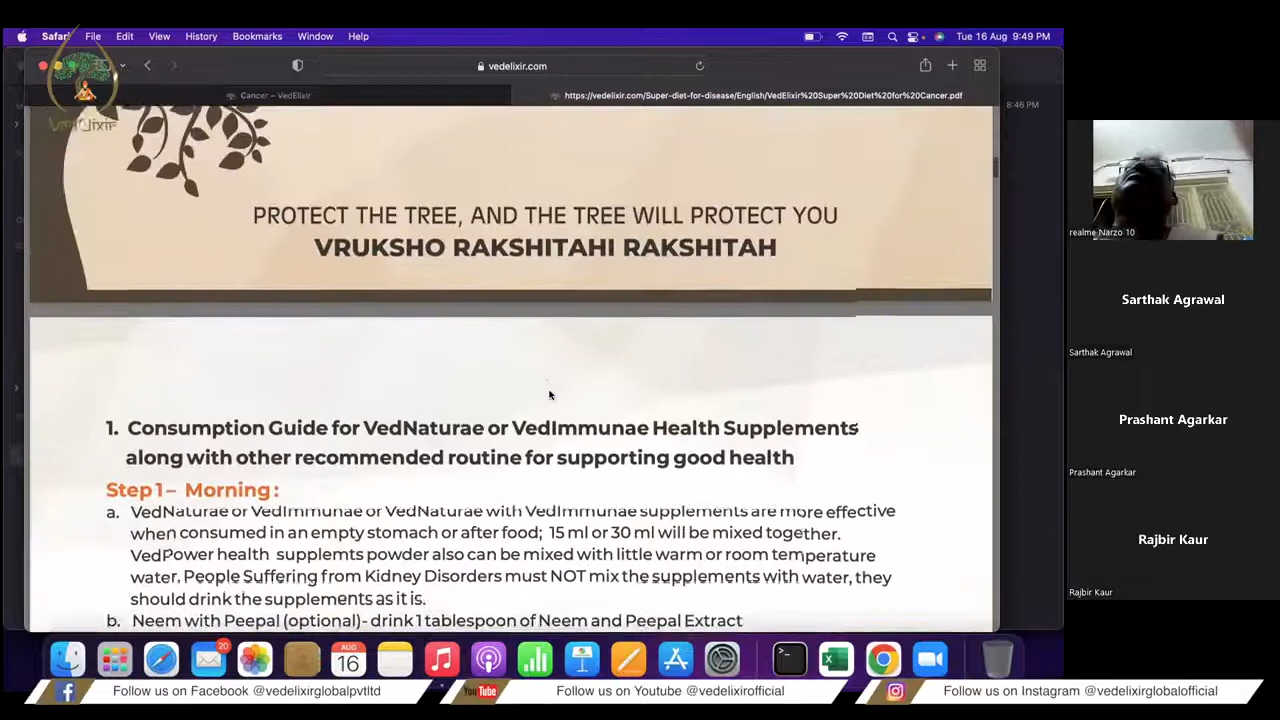 Safari File Edit View History Bookmarks Window Help Tue 16 Aug 9:49 PM
vedelixir.com
Cancer – VedElixir https://vedelixir.com/Super-diet-for-disease/English/VedElixir%20Super%20Diet%20for%20Cancer.pdf 8:46 PM
VedElixir
PROTECT THE TREE, AND THE TREE WILL PROTECT YOU
VRUKSHO RAKSHITAHI RAKSHITAH
1. Consumption Guide for VedNaturae or VedImmunae Health Supplements
along with other recommended routine for supporting good health
Step 1 – Morning :
a. VedNaturae or VedImmunae or VedNaturae with VedImmunae supplements are more effective
when consumed in an empty stomach or after food; 15 ml or 30 ml will be mixed together.
VedPower health supplemts powder also can be mixed with little warm or room temperature
water. People Suffering from Kidney Disorders must NOT mix the supplements with water, they
should drink the supplements as it is.
b. Neem with Peepal (optional)- drink 1 tablespoon of Neem and Peepal Extract
realme Narzo 10
Sarthak Agrawal
Sarthak Agrawal
Prashant Agarkar
Prashant Agarkar
Rajbir Kaur
Rajbir Kaur
20
AUG
16
Follow us on Facebook @vedelixirglobalpvtltd
YouTube
Follow us on Youtube @vedelixirofficial
Follow us on Instagram @vedelixirglobalofficial